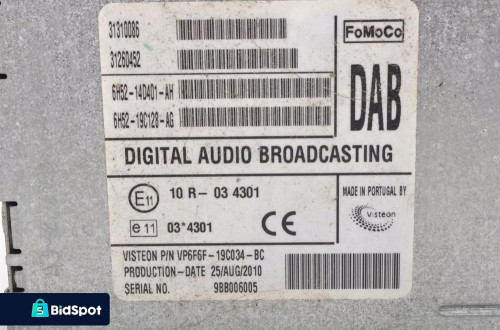 31310086
FoMoCo
31260452
6H52-14D401-AH
6H52-19C128-AG
DAB
DIGITAL AUDIO BROADCASTING
E11 10 R- 03 4301
MADE IN PORTUGAL BY
e 11 03*4301
CE
Visteon
VISTEON P/N VP6F6F-19C034-BC
PRODUCTION-DATE 25/AUG/2010
SERIAL NO. 9BB006005
BidSpot